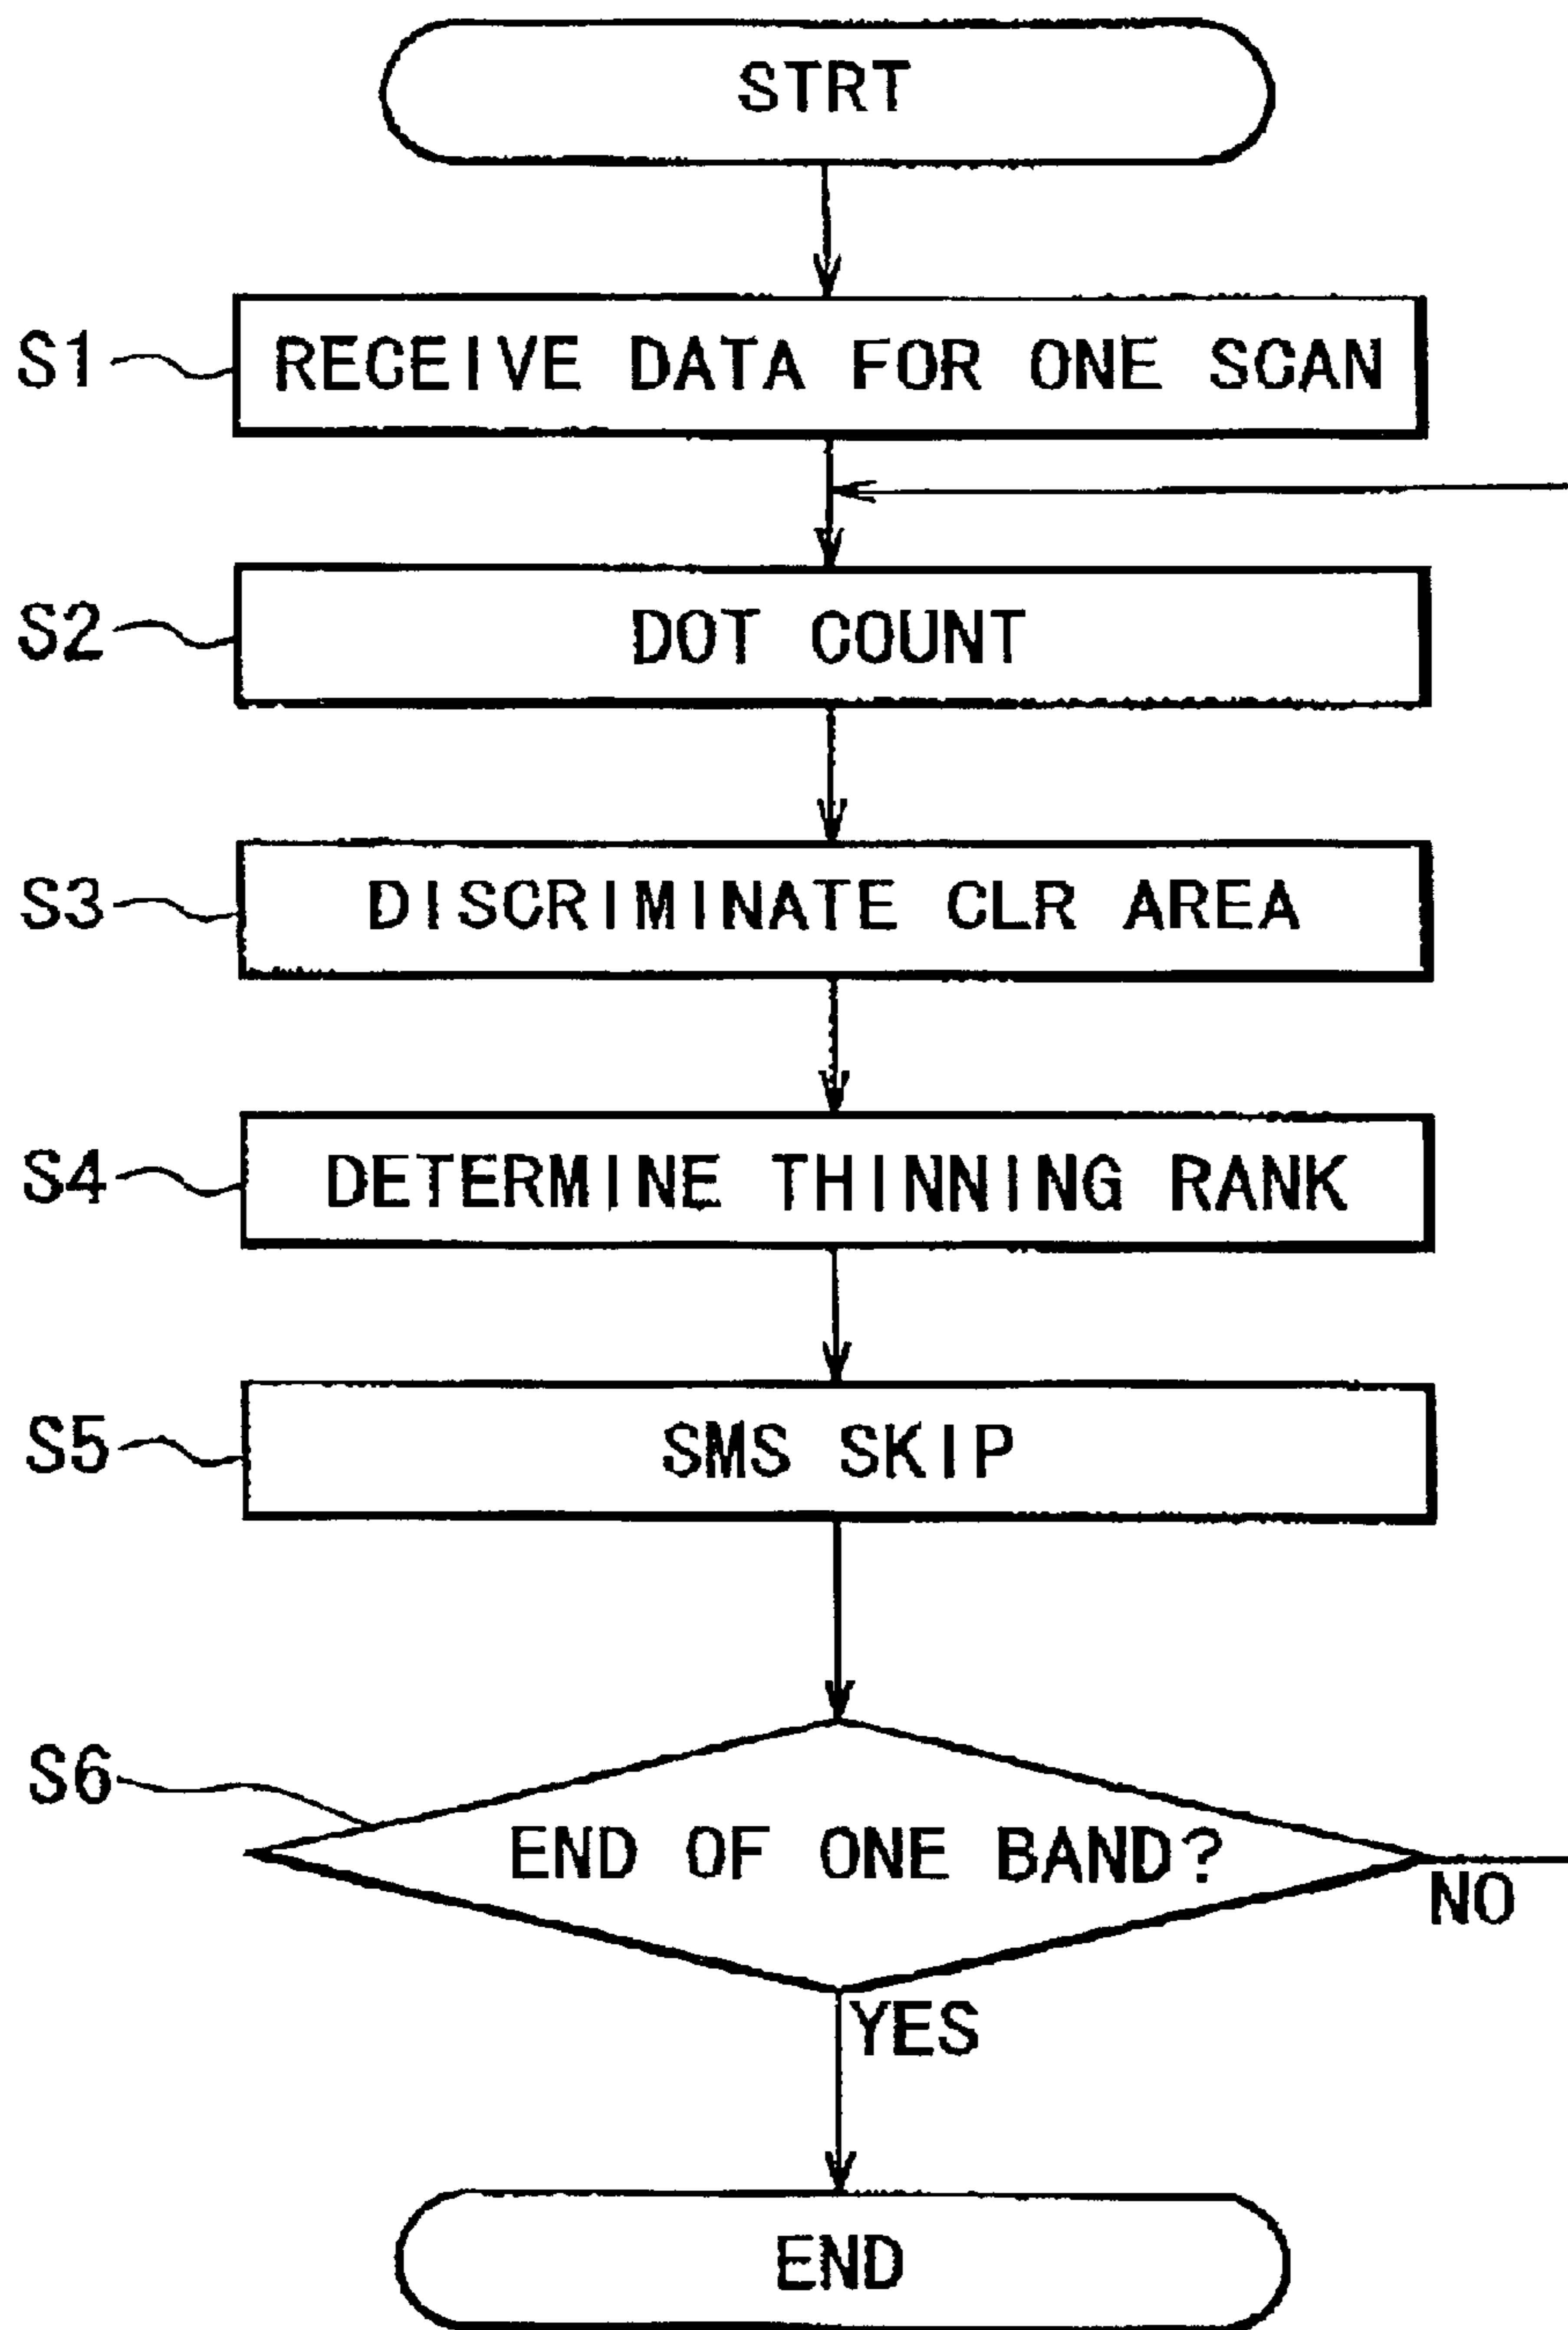 STRT
S1 RECEIVE DATA FOR ONE SCAN
S2 DOT COUNT
S3 DISCRIMINATE CLR AREA
S4 DETERMINE THINNING RANK
S5 SMS SKIP
S6 END OF ONE BAND?
NO
YES
END